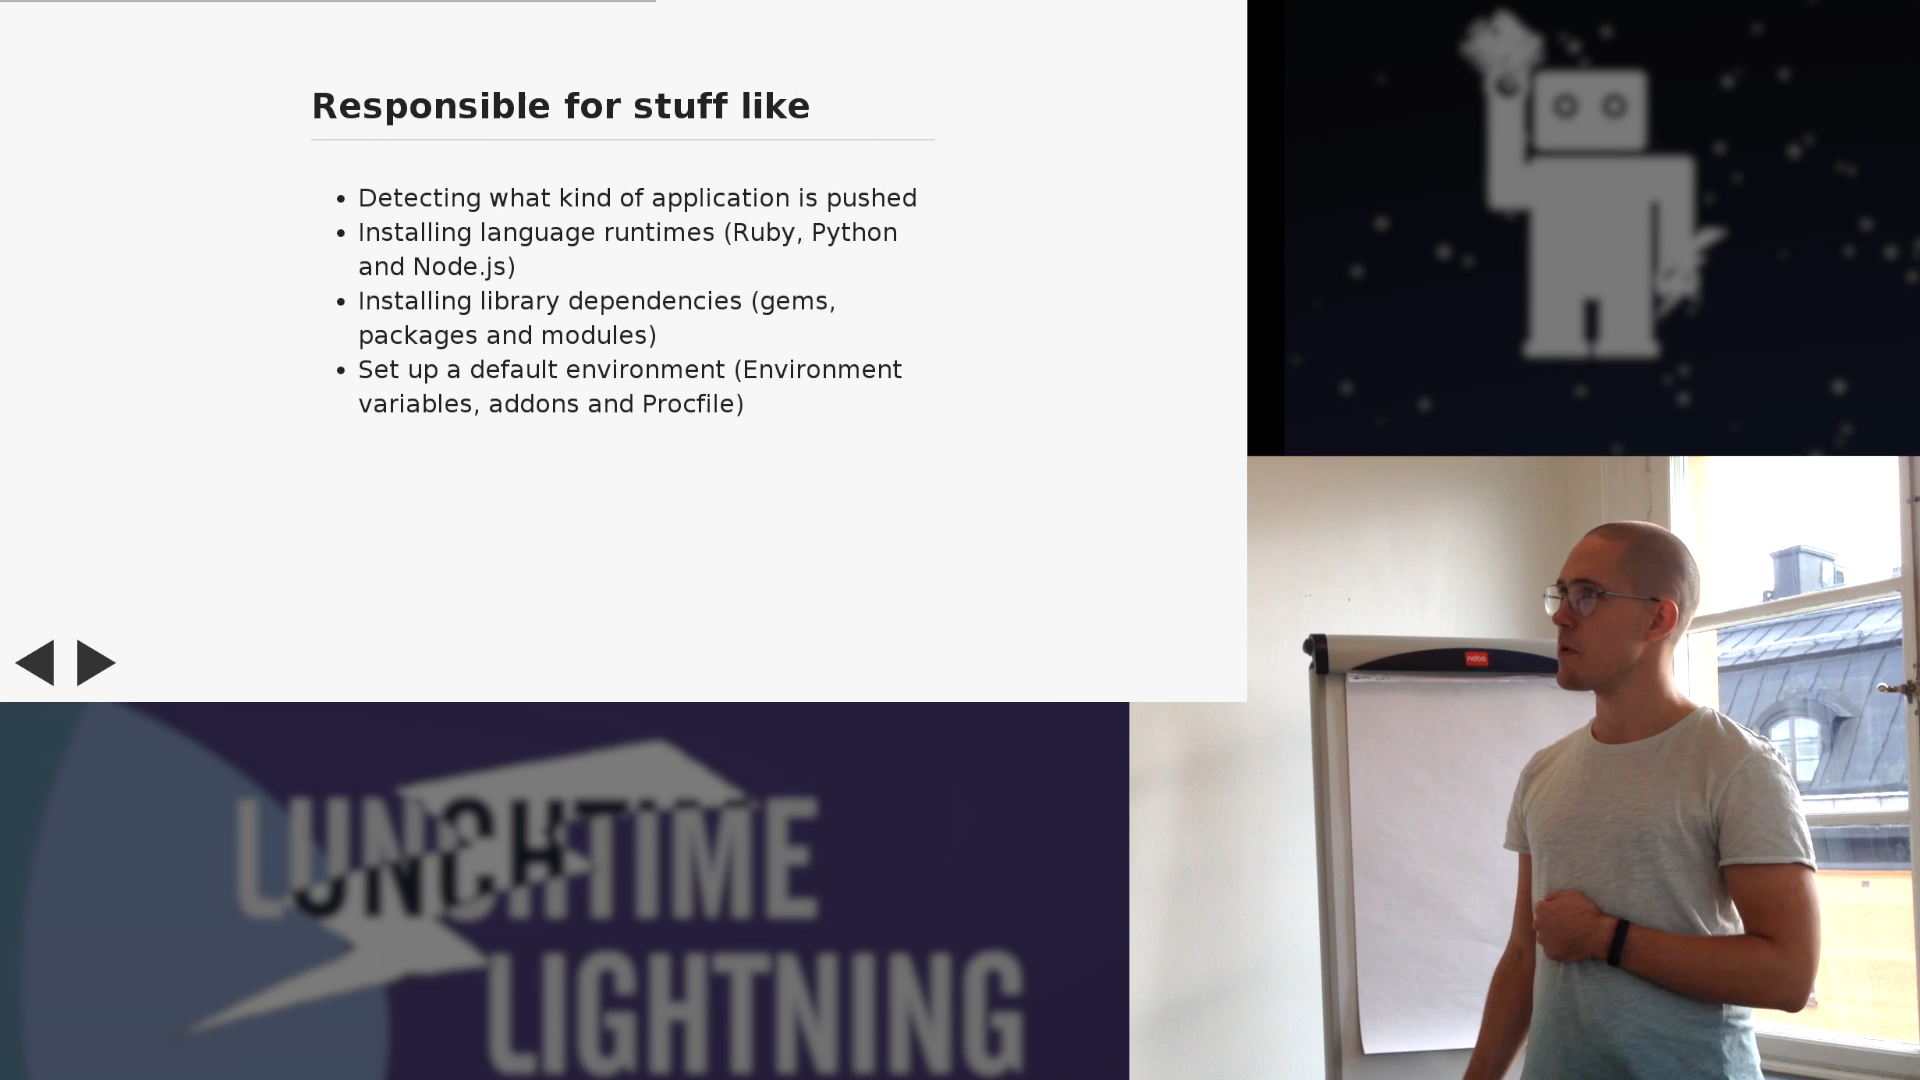 Responsible for stuff like
• Detecting what kind of application is pushed
• Installing language runtimes (Ruby, Python
and Node.js)
• Installing library dependencies (gems,
packages and modules)
• Set up a default environment (Environment
variables, addons and Procfile)
nobo
LUNCHTIME
LIGHTNING